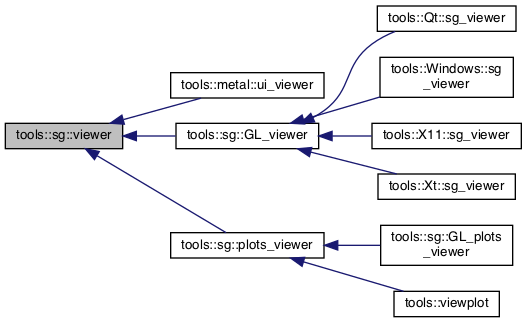 tools::Qt::sg_viewer
tools::metal::ui_viewer
tools::Windows::sg
_viewer
tools::sg::viewer
tools::sg::GL_viewer
tools::X11::sg_viewer
tools::Xt::sg_viewer
tools::sg::plots_viewer
tools::sg::GL_plots
_viewer
tools::viewplot